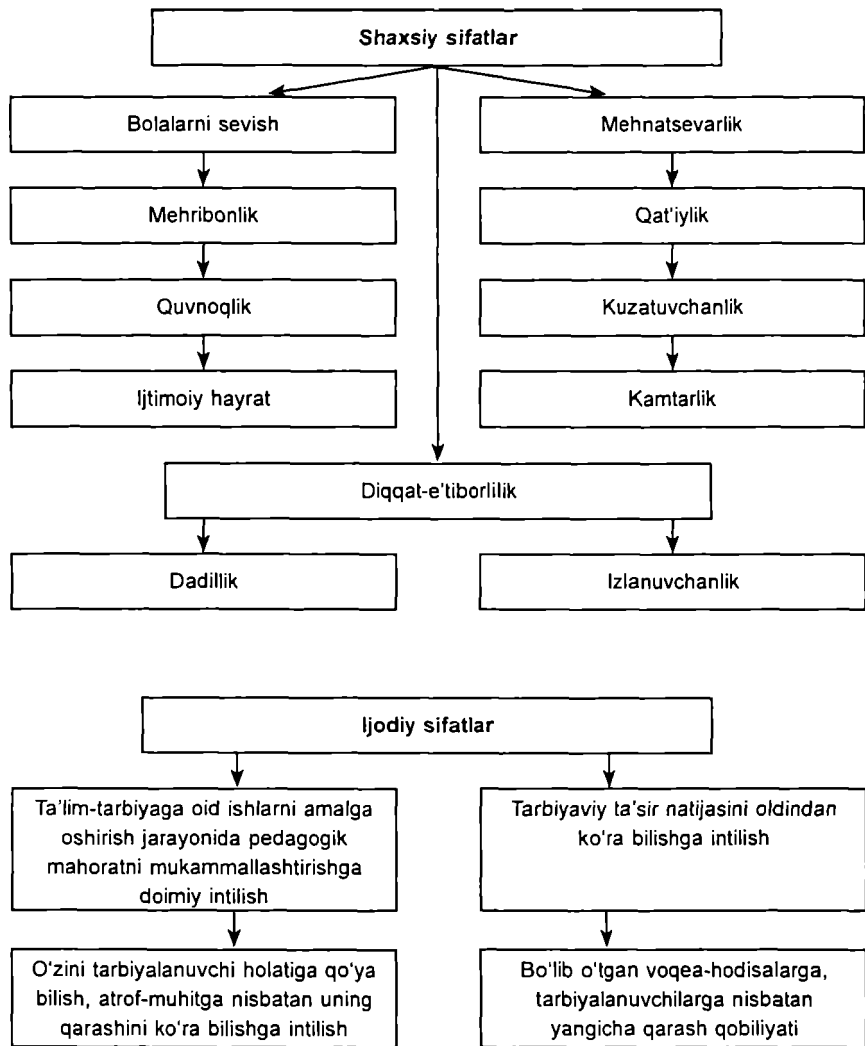 Shaxsiy sifatlar
Bolalarni sevish
Mehnatsevarlik
Mehribonlik
Qat'iylik
Quvnoqlik
Kuzatuvchanlik
Ijtimoiy hayrat
Kamtarlik
Diqqat-e'tiborlilik
Dadillik
Izlanuvchanlik
Ijodiy sifatlar
Ta'lim-tarbiyaga oid ishlarni amalga
oshirish jarayonida pedagogik
mahoratni mukammallashtirishga
doimiy intilish
Tarbiyaviy ta'sir natijasini oldindan
ko'ra bilishga intilish
O'zini tarbiyalanuvchi holatiga qo'ya
bilish, atrof-muhitga nisbatan uning
qarashini ko'ra bilishga intilish
Bo'lib o'tgan voqea-hodisalarga,
tarbiyalanuvchilarga nisbatan
yangicha qarash qobiliyati